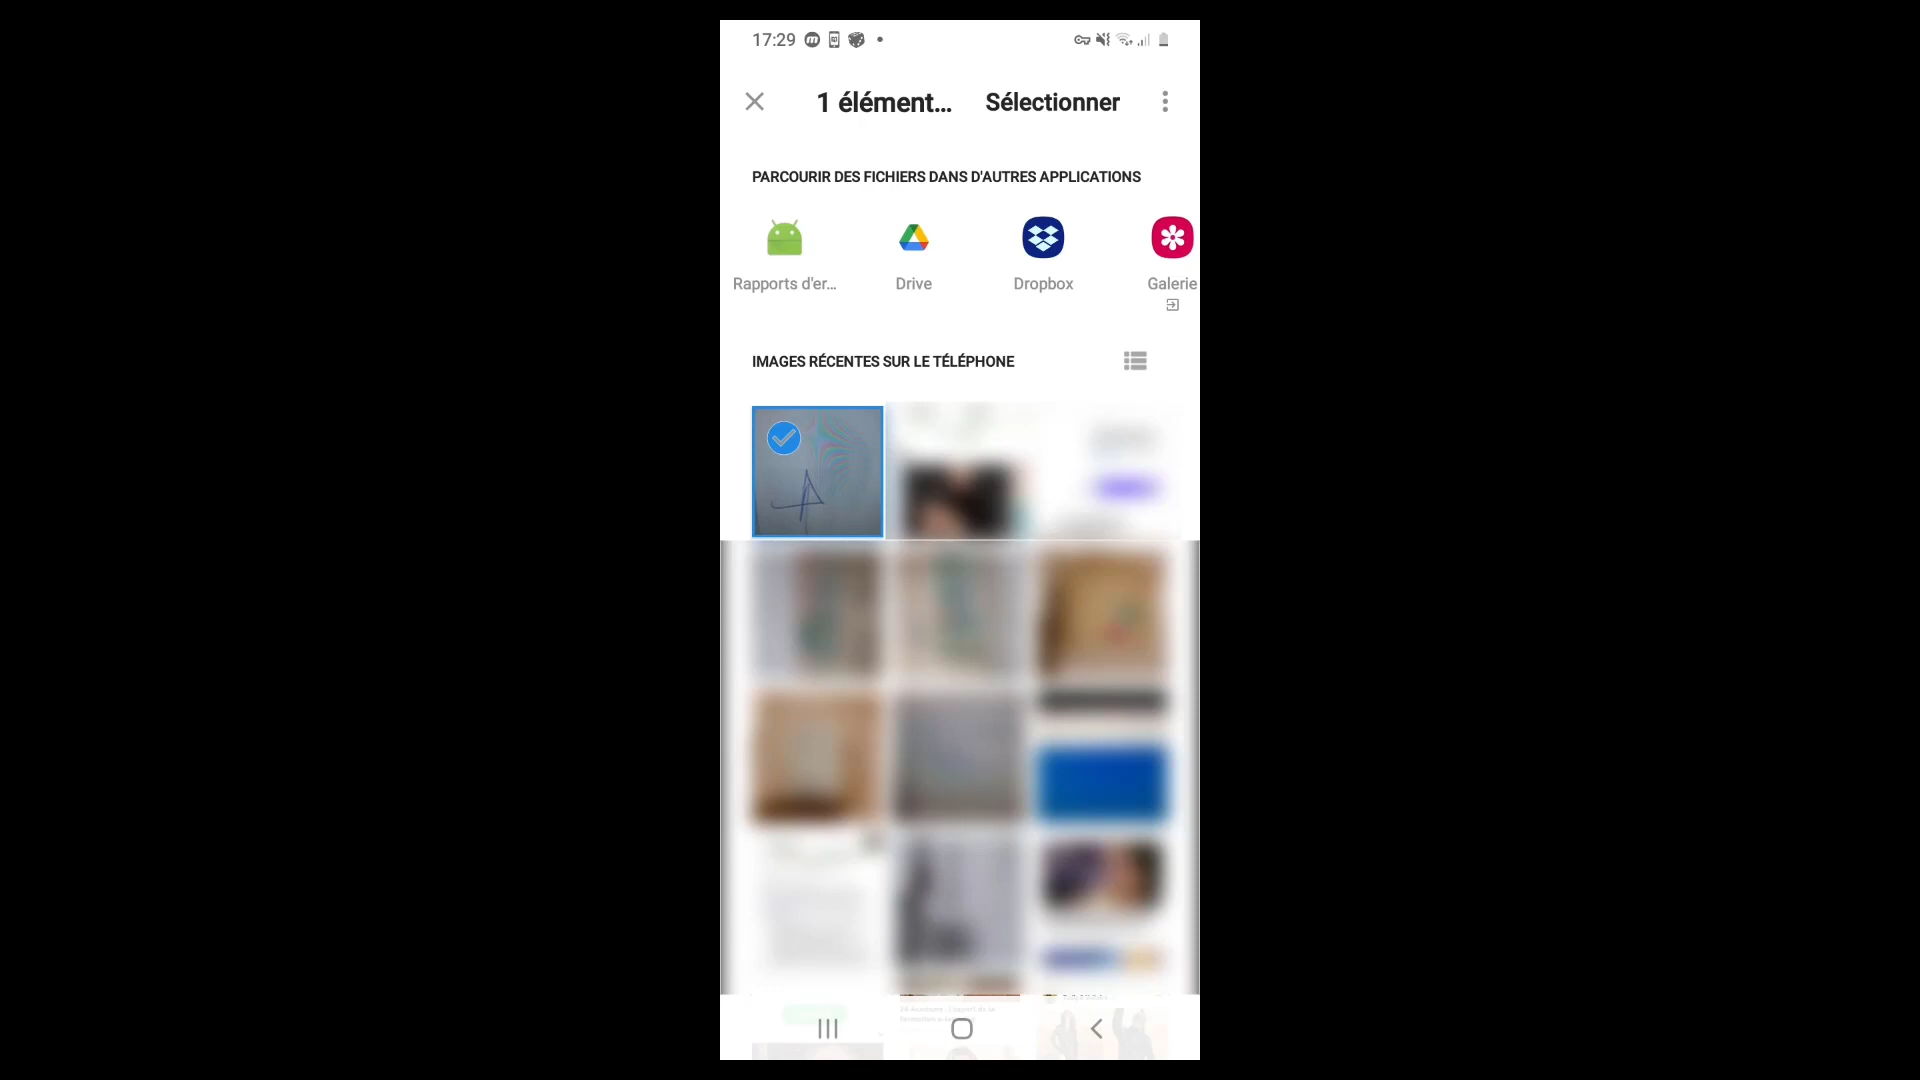 17:29
1 élément... Sélectionner
PARCOURIR DES FICHIERS DANS D'AUTRES APPLICATIONS
Rapports d'er... Drive Dropbox Galerie
IMAGES RÉCENTES SUR LE TÉLÉPHONE